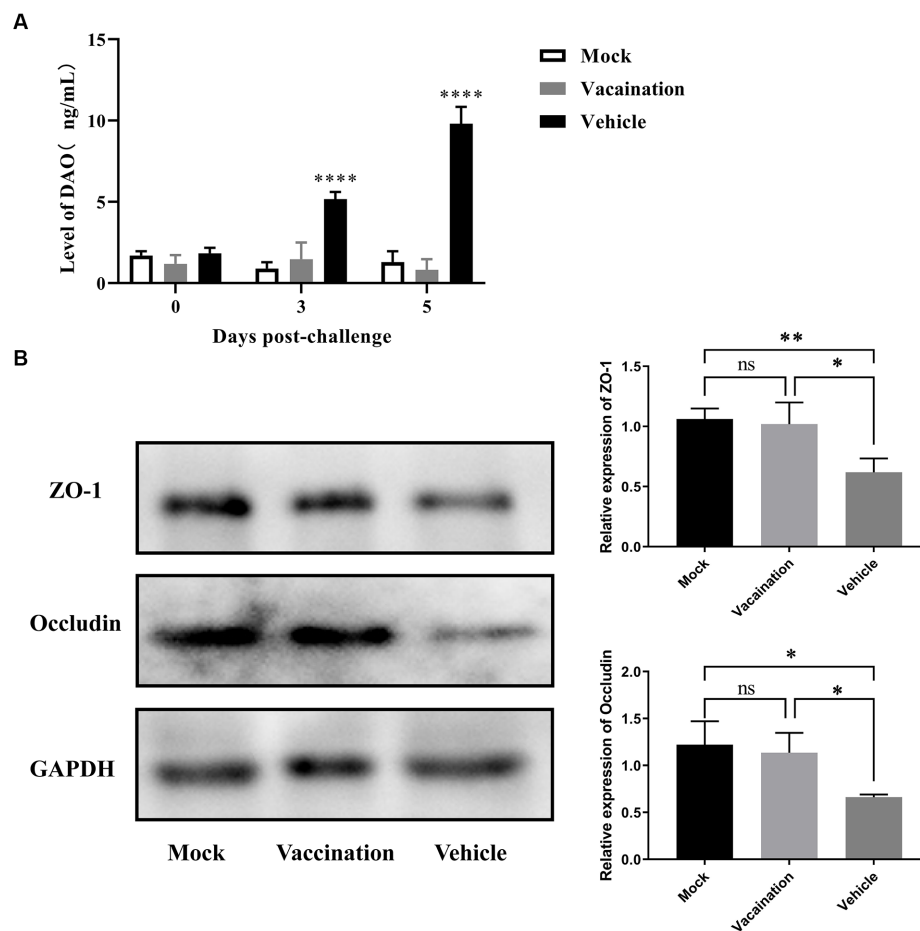 A
Level of DAO( ng/mL)
15
10
5
0
****
****
0
3
5
Days post-challenge
Mock
Vacaination
Vehicle
B
ZO-1
Occludin
GAPDH
Mock
Vaccination
Vehicle
Relative expression of ZO-1
1.5
1.0
0.5
0.0
**
ns
*
Mock
Vacaination
Vehicle
Relative expression of Occludin
2.0
1.5
1.0
0.5
0.0
*
ns
*
Mock
Vacaination
Vehicle